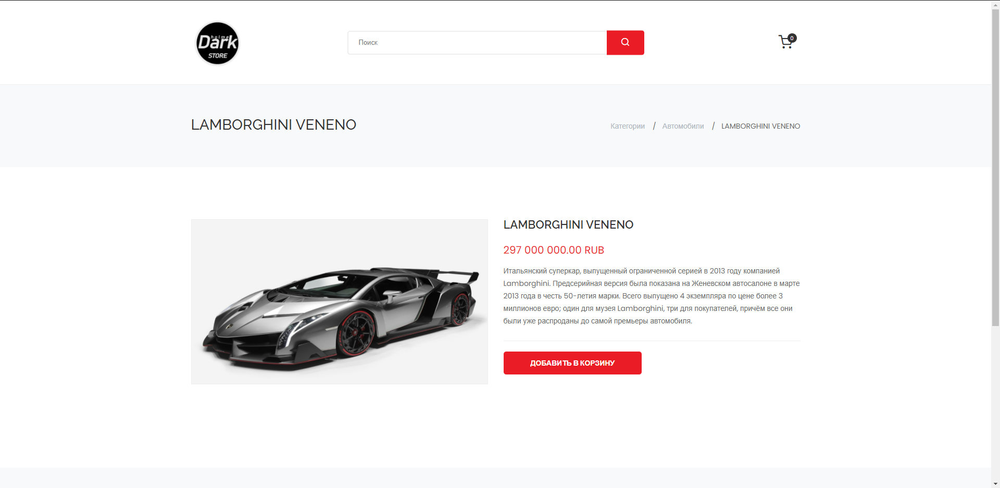 holme
Dark
STORE
Поиск
0
LAMBORGHINI VENENO
Категории / Автомобили / LAMBORGHINI VENENO
LAMBORGHINI VENENO
297 000 000.00 RUB
Итальянский суперкар, выпущенный ограниченной серией в 2013 году компанией
Lamborghini. Предсерийная версия была показана на Женевском автосалоне в марте
2013 года в честь 50-летия марки. Всего выпущено 4 экземпляра по цене более 3
миллионов евро; один для музея Lamborghini, три для покупателей, причём все они
были уже распроданы до самой премьеры автомобиля.
ДОБАВИТЬ В КОРЗИНУ